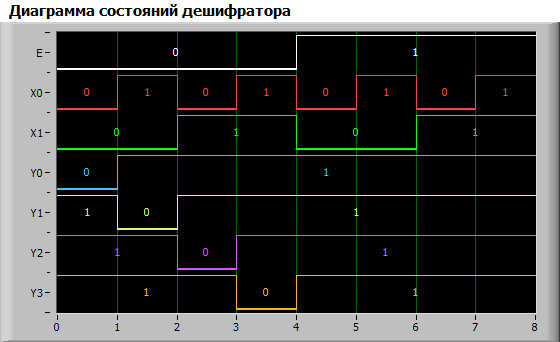 Диаграмма состояний дешифратора
E 0 1
X0 0 1 0 1 0 1 0 1
X1 0 1 0 1
Y0 0 1
Y1 1 0 1
Y2 1 0 1
Y3 1 0 1
0 1 2 3 4 5 6 7 8